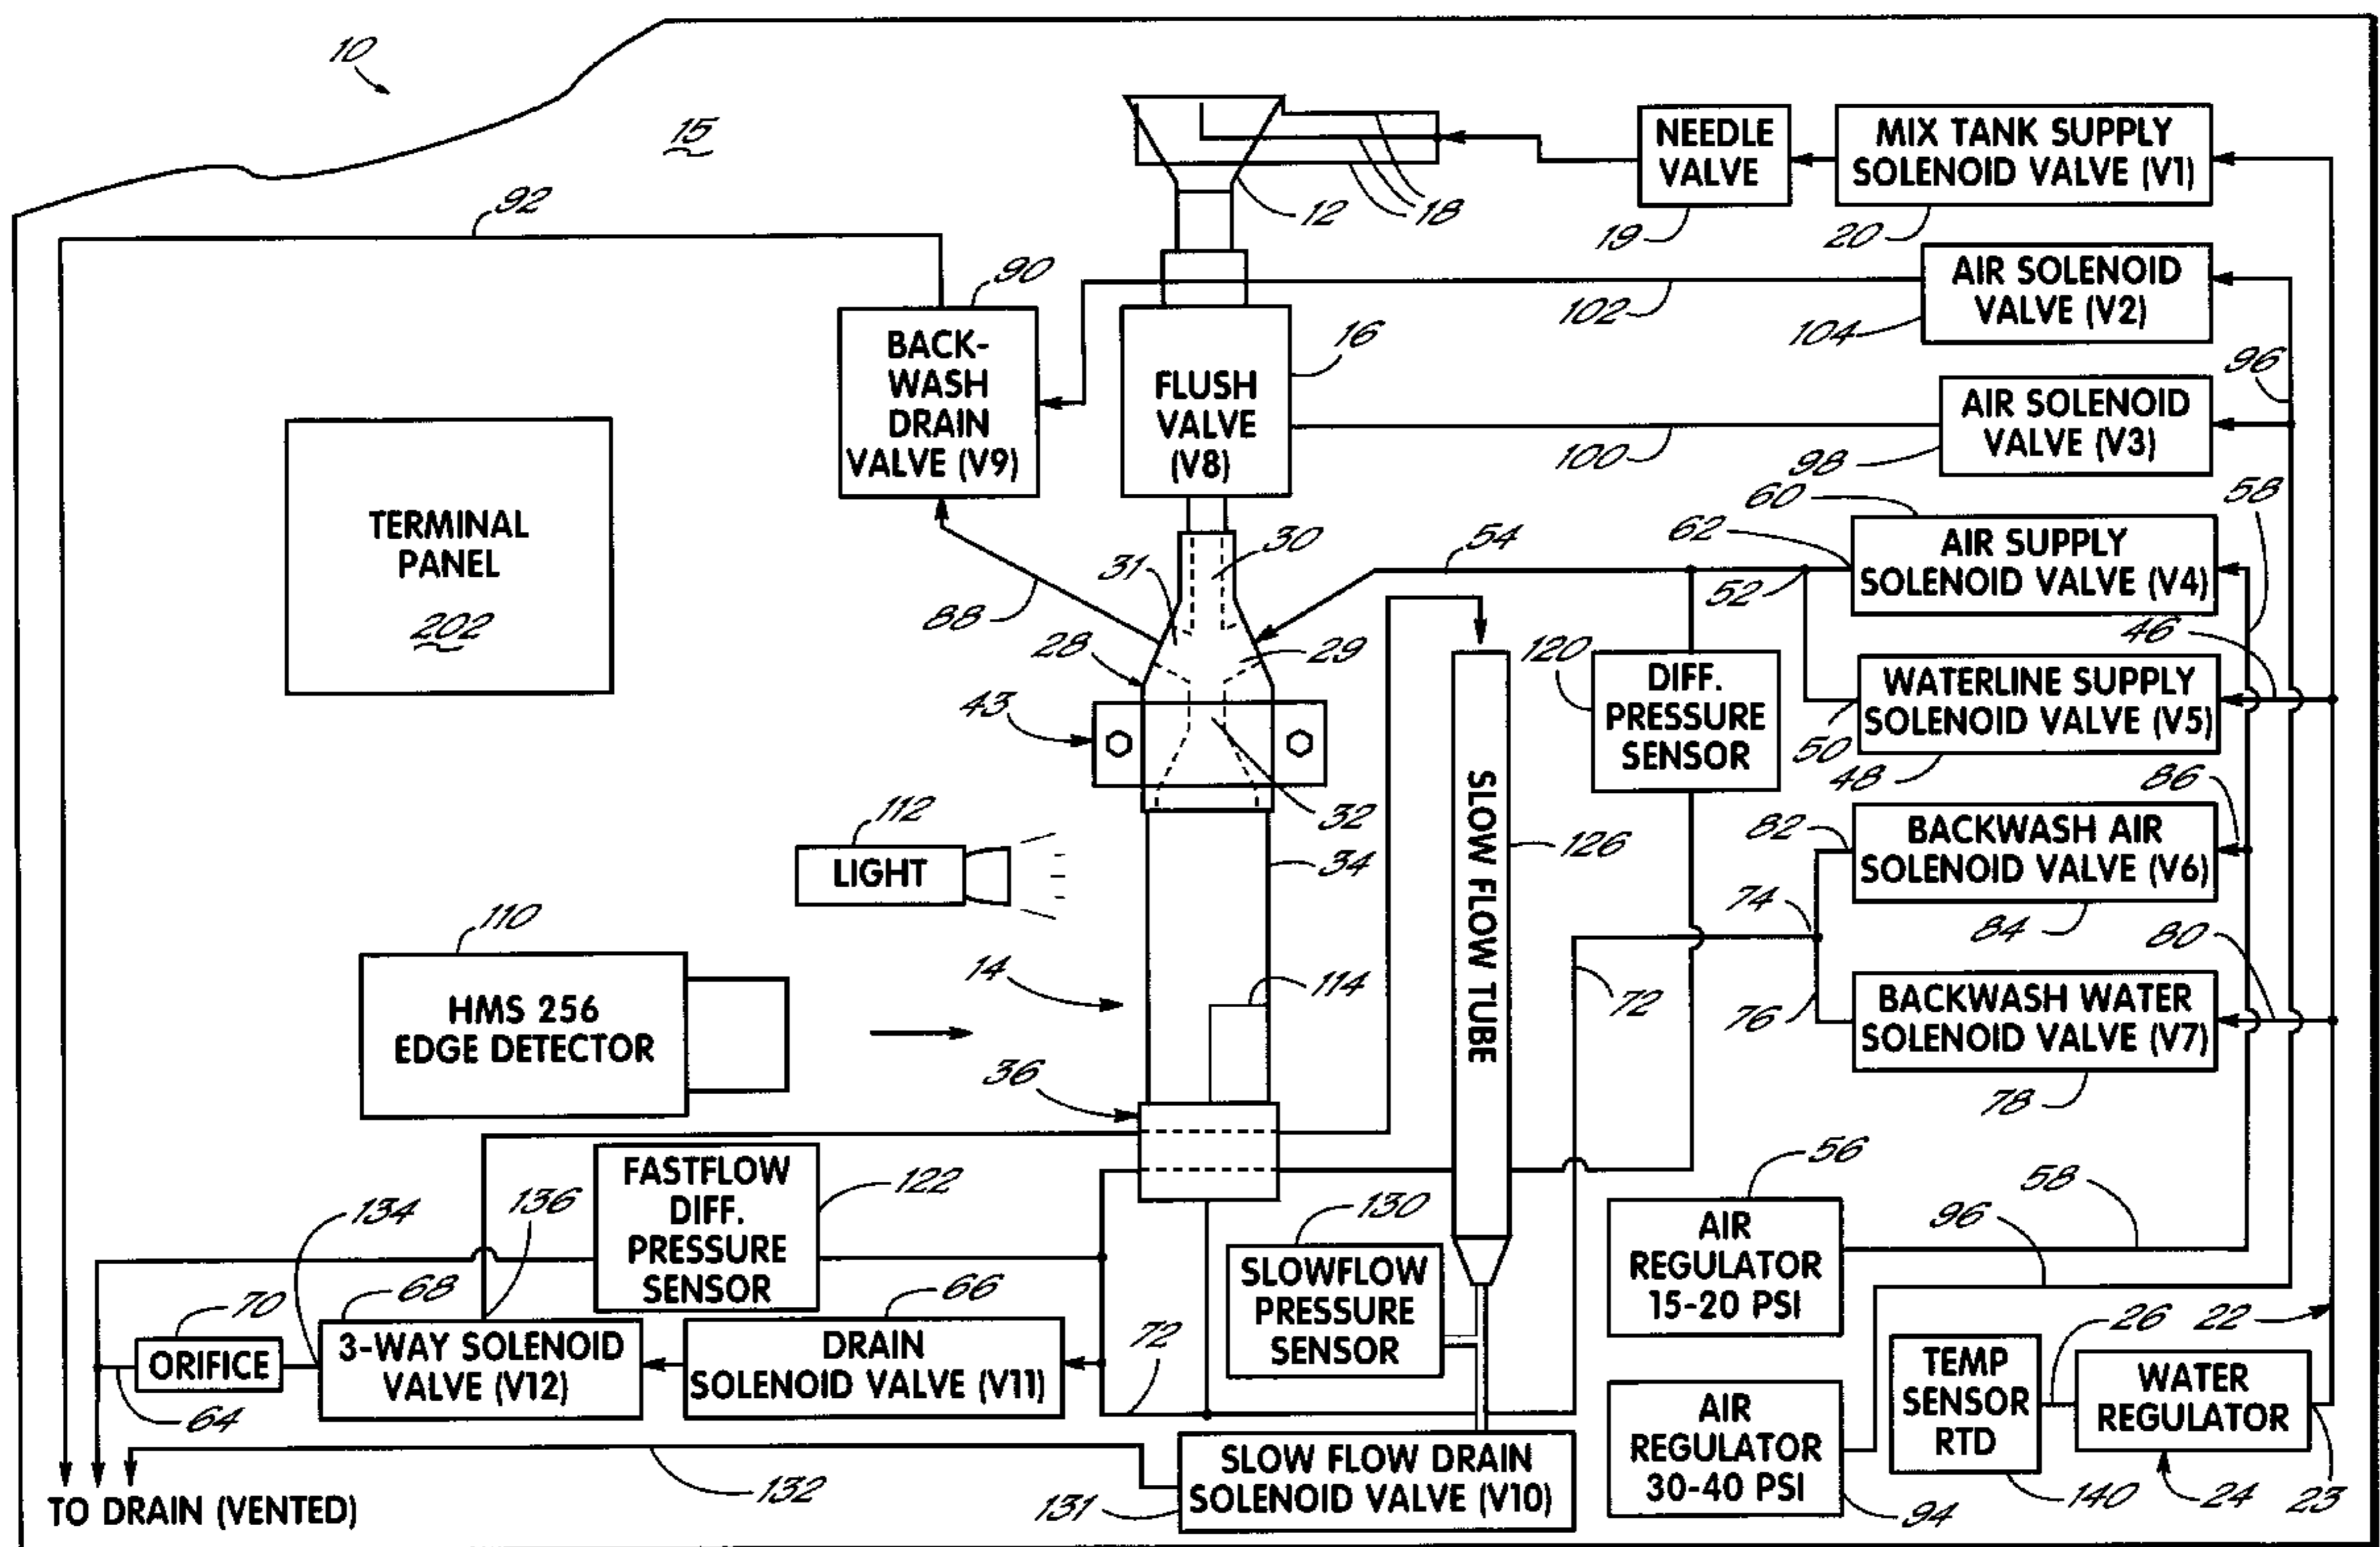 10
15
92
12
18
NEEDLE
VALVE
19
MIX TANK SUPPLY
SOLENOID VALVE (V1)
20
90
BACK-
WASH
DRAIN
VALVE (V9)
16
FLUSH
VALVE
(V8)
102
AIR SOLENOID
VALVE (V2)
104
96
100
AIR SOLENOID
VALVE (V3)
98
TERMINAL
PANEL
202
88
31
30
28
29
54
62
60
52
AIR SUPPLY
SOLENOID VALVE (V4)
58
46
43
32
120
DIFF.
PRESSURE
SENSOR
50
WATERLINE SUPPLY
SOLENOID VALVE (V5)
48
86
112
LIGHT
34
SLOW FLOW TUBE
126
82
BACKWASH AIR
SOLENOID VALVE (V6)
84
74
80
110
HMS 256
EDGE DETECTOR
14
114
72
76
BACKWASH WATER
SOLENOID VALVE (V7)
78
36
FASTFLOW
DIFF.
PRESSURE
SENSOR
122
134
136
130
SLOWFLOW
PRESSURE
SENSOR
56
AIR
REGULATOR
15-20 PSI
96
58
70
ORIFICE
64
68
3-WAY SOLENOID
VALVE (V12)
66
DRAIN
SOLENOID VALVE (V11)
72
AIR
REGULATOR
30-40 PSI
94
TEMP
SENSOR
RTD
140
26
22
WATER
REGULATOR
24
23
TO DRAIN (VENTED)
132
131
SLOW FLOW DRAIN
SOLENOID VALVE (V10)